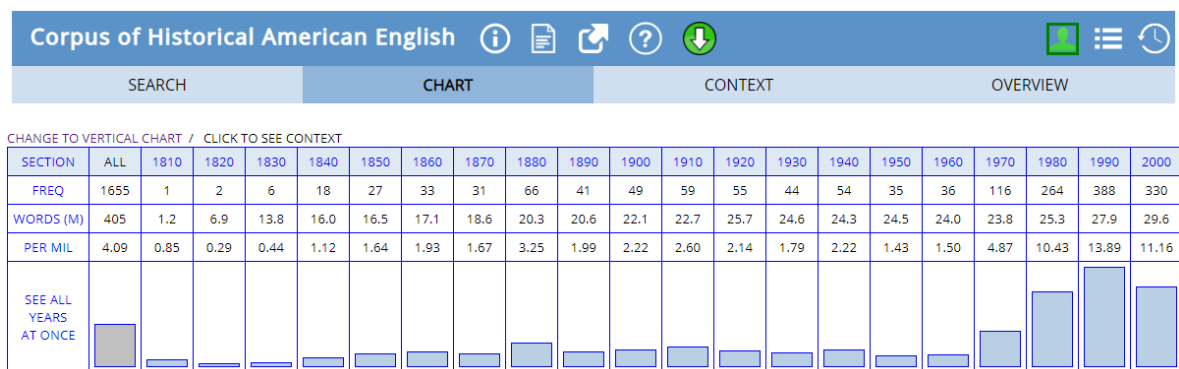 Corpus of Historical American English
SEARCH CHART CONTEXT OVERVIEW
CHANGE TO VERTICAL CHART / CLICK TO SEE CONTEXT
SECTION ALL 1810 1820 1830 1840 1850 1860 1870 1880 1890 1900 1910 1920 1930 1940 1950 1960 1970 1980 1990 2000
FREQ 1655 1 2 6 18 27 33 31 66 41 49 59 55 44 54 35 36 116 264 388 330
WORDS (M) 405 1.2 6.9 13.8 16.0 16.5 17.1 18.6 20.3 20.6 22.1 22.7 25.7 24.6 24.3 24.5 24.0 23.8 25.3 27.9 29.6
PER MIL 4.09 0.85 0.29 0.44 1.12 1.64 1.93 1.67 3.25 1.99 2.22 2.60 2.14 1.79 2.22 1.43 1.50 4.87 10.43 13.89 11.16
SEE ALL
YEARS
AT ONCE